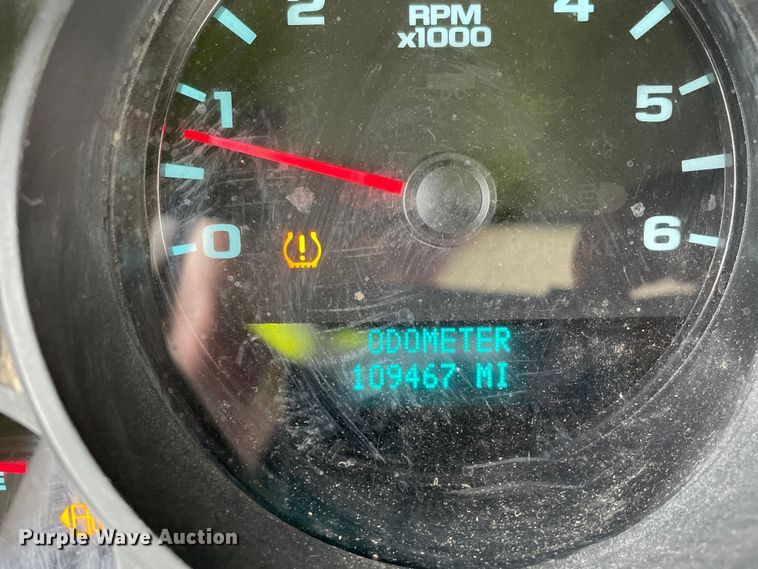 2 RPM 4
x1000
1 5
0 6
ODOMETER
109467 MI
Purple Wave Auction®